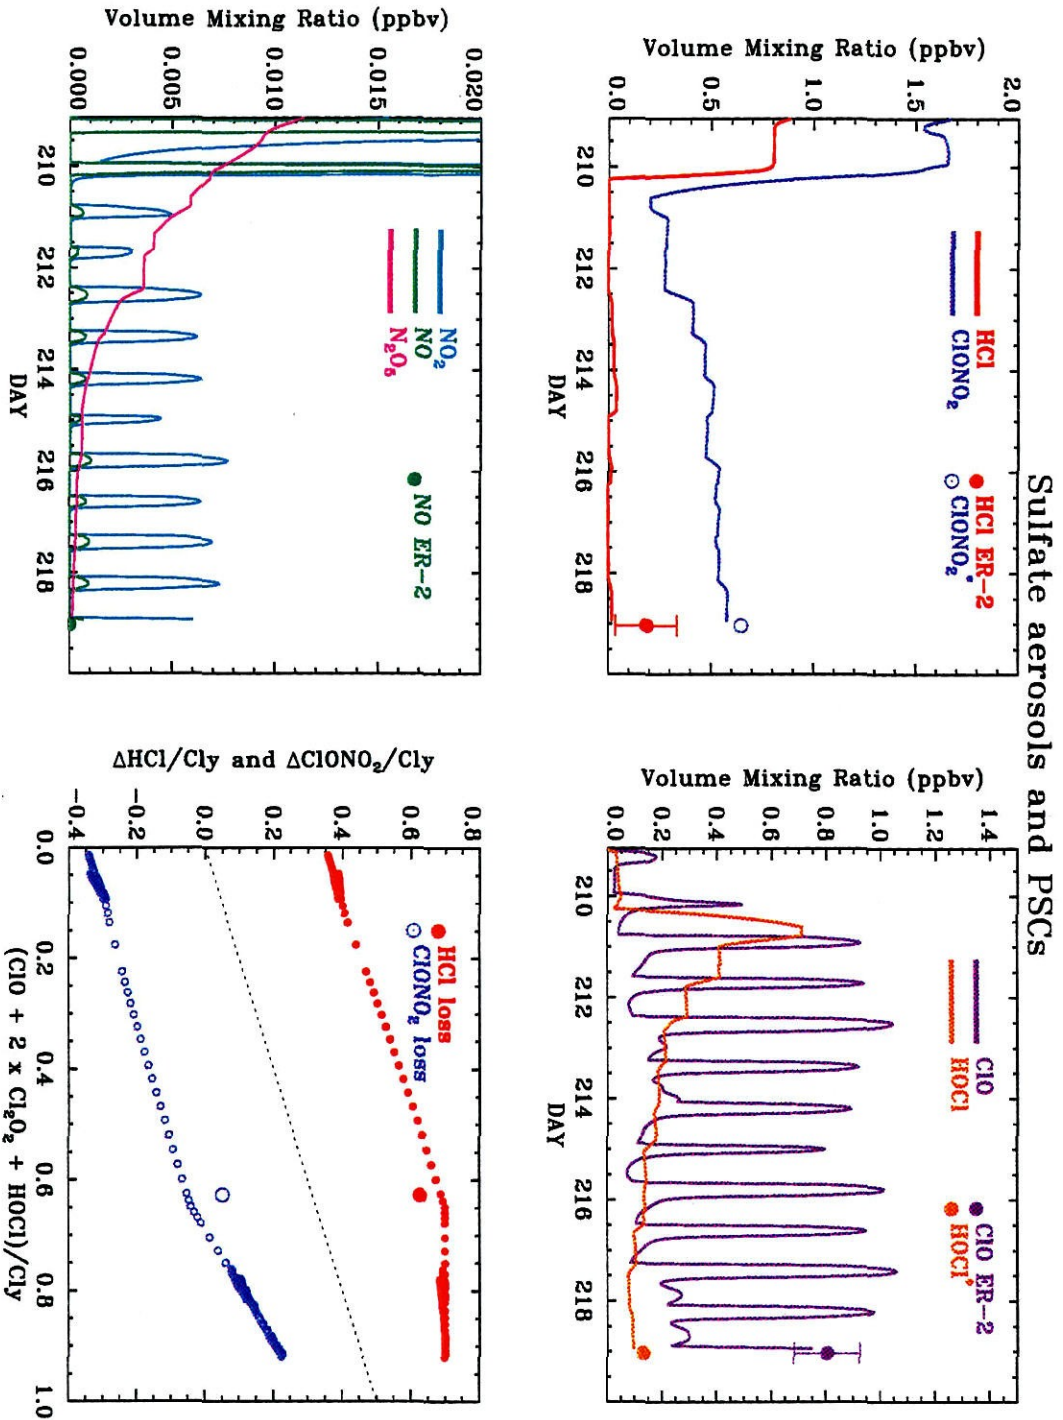 Sulfate aerosols and PSCs
Volume Mixing Ratio (ppbv)
2.0
1.5
1.0
0.5
0.0
HCl
ClONO₂
HCl ER-2
ClONO₂*
210 212 214 216 218
DAY
Volume Mixing Ratio (ppbv)
1.4
1.2
1.0
0.8
0.6
0.4
0.2
0.0
ClO
HOCl
ClO ER-2
HOCl*
210 212 214 216 218
DAY
Volume Mixing Ratio (ppbv)
0.020
0.015
0.010
0.005
0.000
NO₂
NO
N₂O₅
NO ER-2
210 212 214 216 218
DAY
ΔHCl/Cly and ΔClONO₂/Cly
0.8
0.6
0.4
0.2
0.0
-0.2
-0.4
HCl loss
ClONO₂ loss
0.0 0.2 0.4 0.6 0.8 1.0
(ClO + 2 x Cl₂O₂ + HOCl)/Cly